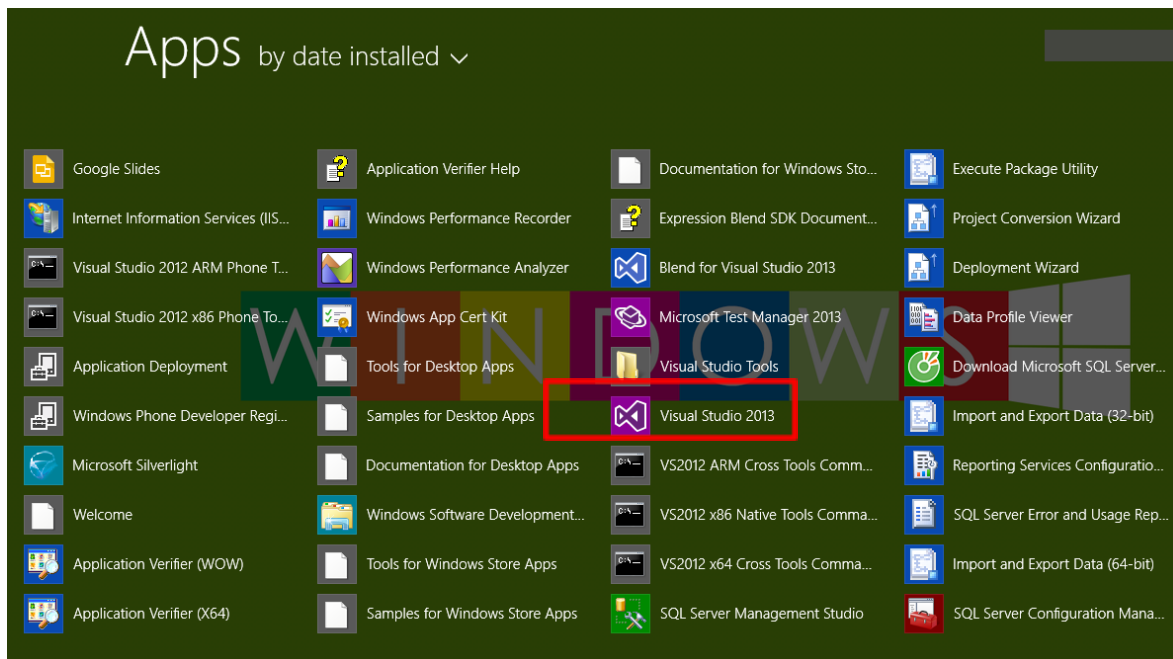 Apps by date installed
Google Slides
Internet Information Services (IIS...
Visual Studio 2012 ARM Phone T...
Visual Studio 2012 x86 Phone To...
Application Deployment
Windows Phone Developer Regi...
Microsoft Silverlight
Welcome
Application Verifier (WOW)
Application Verifier (X64)
Application Verifier Help
Windows Performance Recorder
Windows Performance Analyzer
Windows App Cert Kit
Tools for Desktop Apps
Samples for Desktop Apps
Documentation for Desktop Apps
Windows Software Development...
Tools for Windows Store Apps
Samples for Windows Store Apps
Documentation for Windows Sto...
Expression Blend SDK Document...
Blend for Visual Studio 2013
Microsoft Test Manager 2013
Visual Studio Tools
Visual Studio 2013
VS2012 ARM Cross Tools Comm...
VS2012 x86 Native Tools Comma...
VS2012 x64 Cross Tools Comma...
SQL Server Management Studio
Execute Package Utility
Project Conversion Wizard
Deployment Wizard
Data Profile Viewer
Download Microsoft SQL Server...
Import and Export Data (32-bit)
Reporting Services Configuratio...
SQL Server Error and Usage Rep...
Import and Export Data (64-bit)
SQL Server Configuration Mana...
WINDOWS